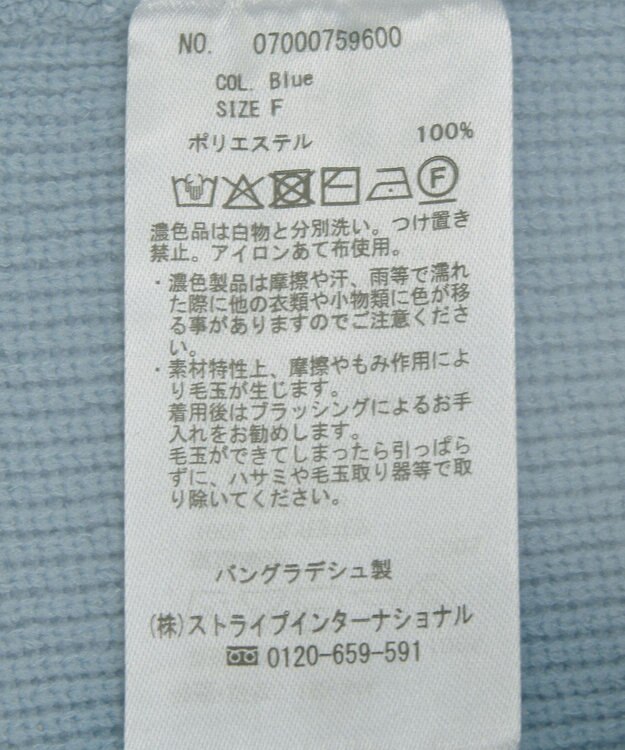 NO. 07000759600
COL. Blue
SIZE F
ポリエステル 100%
F
濃色品は白物と分別洗い。つけ置き
禁止。アイロンあて布使用。
・濃色製品は摩擦や汗、雨等で濡れ
た際に他の衣類や小物類に色が移
る事がありますのでご注意くださ
い。
・素材特性上、摩擦やもみ作用によ
り毛玉が生じます。
着用後はブラッシングによるお手
入れをお勧めします。
毛玉ができてしまったら引っぱら
ずに、ハサミや毛玉取り器等で取
り除いてください。
バングラデシュ製
(株)ストライプインターナショナル
0120-659-591